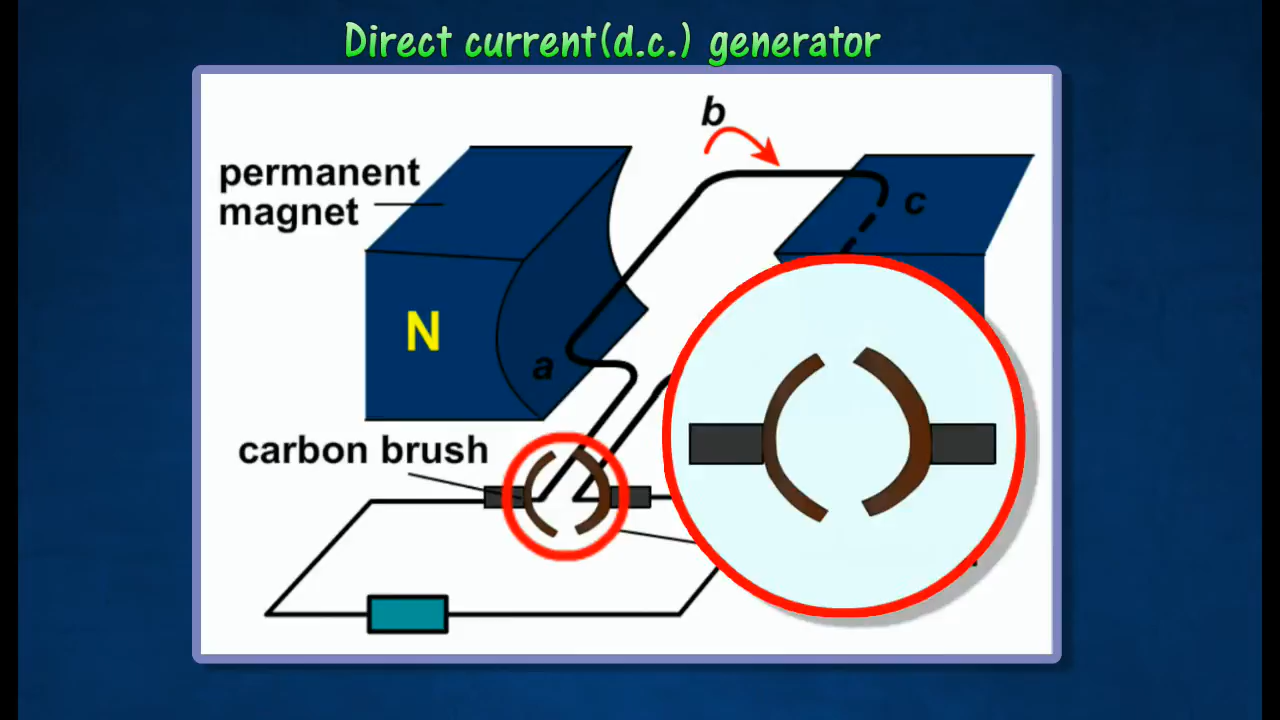 Direct current(d.c.) generator
b
permanent
magnet
c
N
a
carbon brush